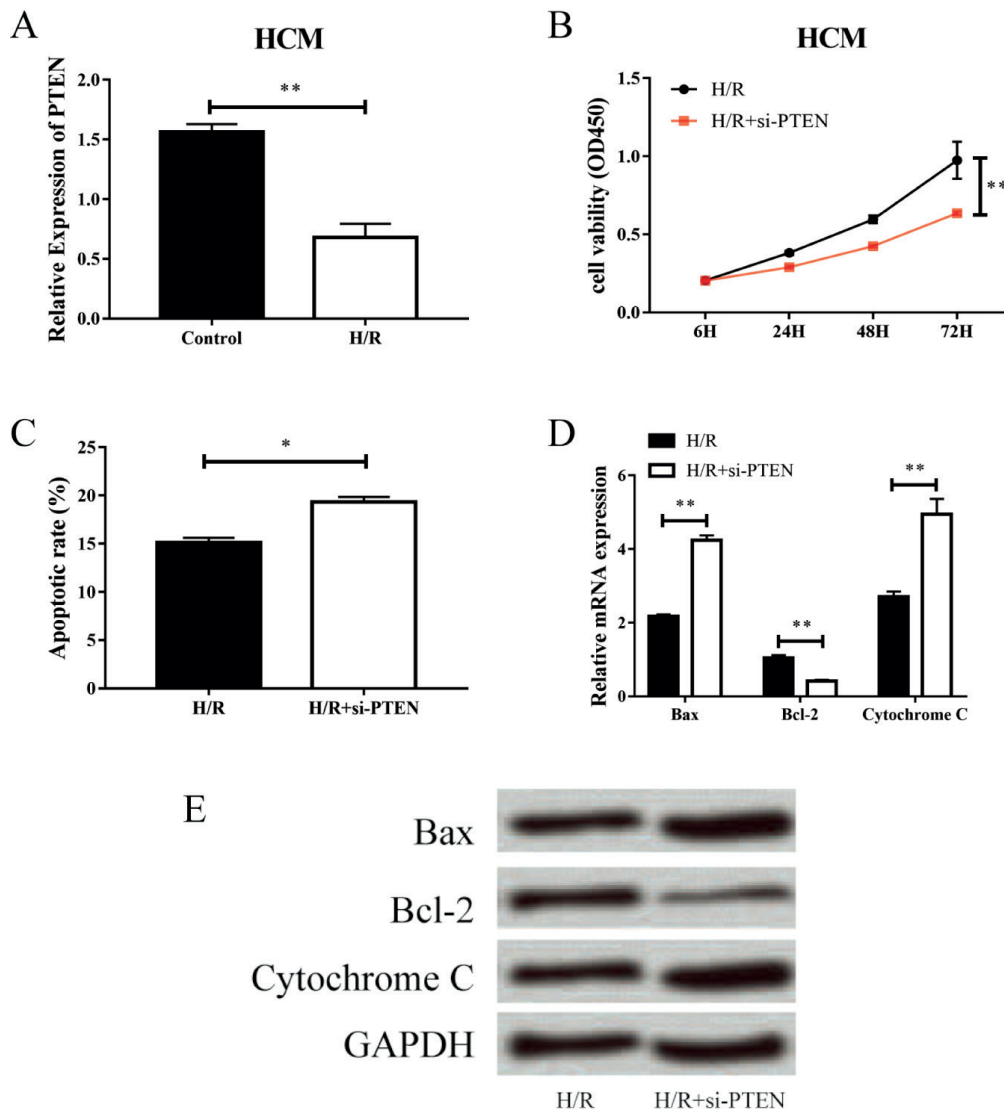 A
HCM
Relative Expression of PTEN
2.0
1.5
1.0
0.5
0.0
**
Control
H/R
B
HCM
cell vability (OD450)
1.5
1.0
0.5
0.0
H/R
H/R+si-PTEN
**
6H
24H
48H
72H
C
Apoptotic rate (%)
25
20
15
10
5
0
*
H/R
H/R+si-PTEN
D
H/R
H/R+si-PTEN
Relative mRNA expression
6
4
2
0
**
**
**
Bax
Bcl-2
Cytochrome C
E
Bax
Bcl-2
Cytochrome C
GAPDH
H/R
H/R+si-PTEN